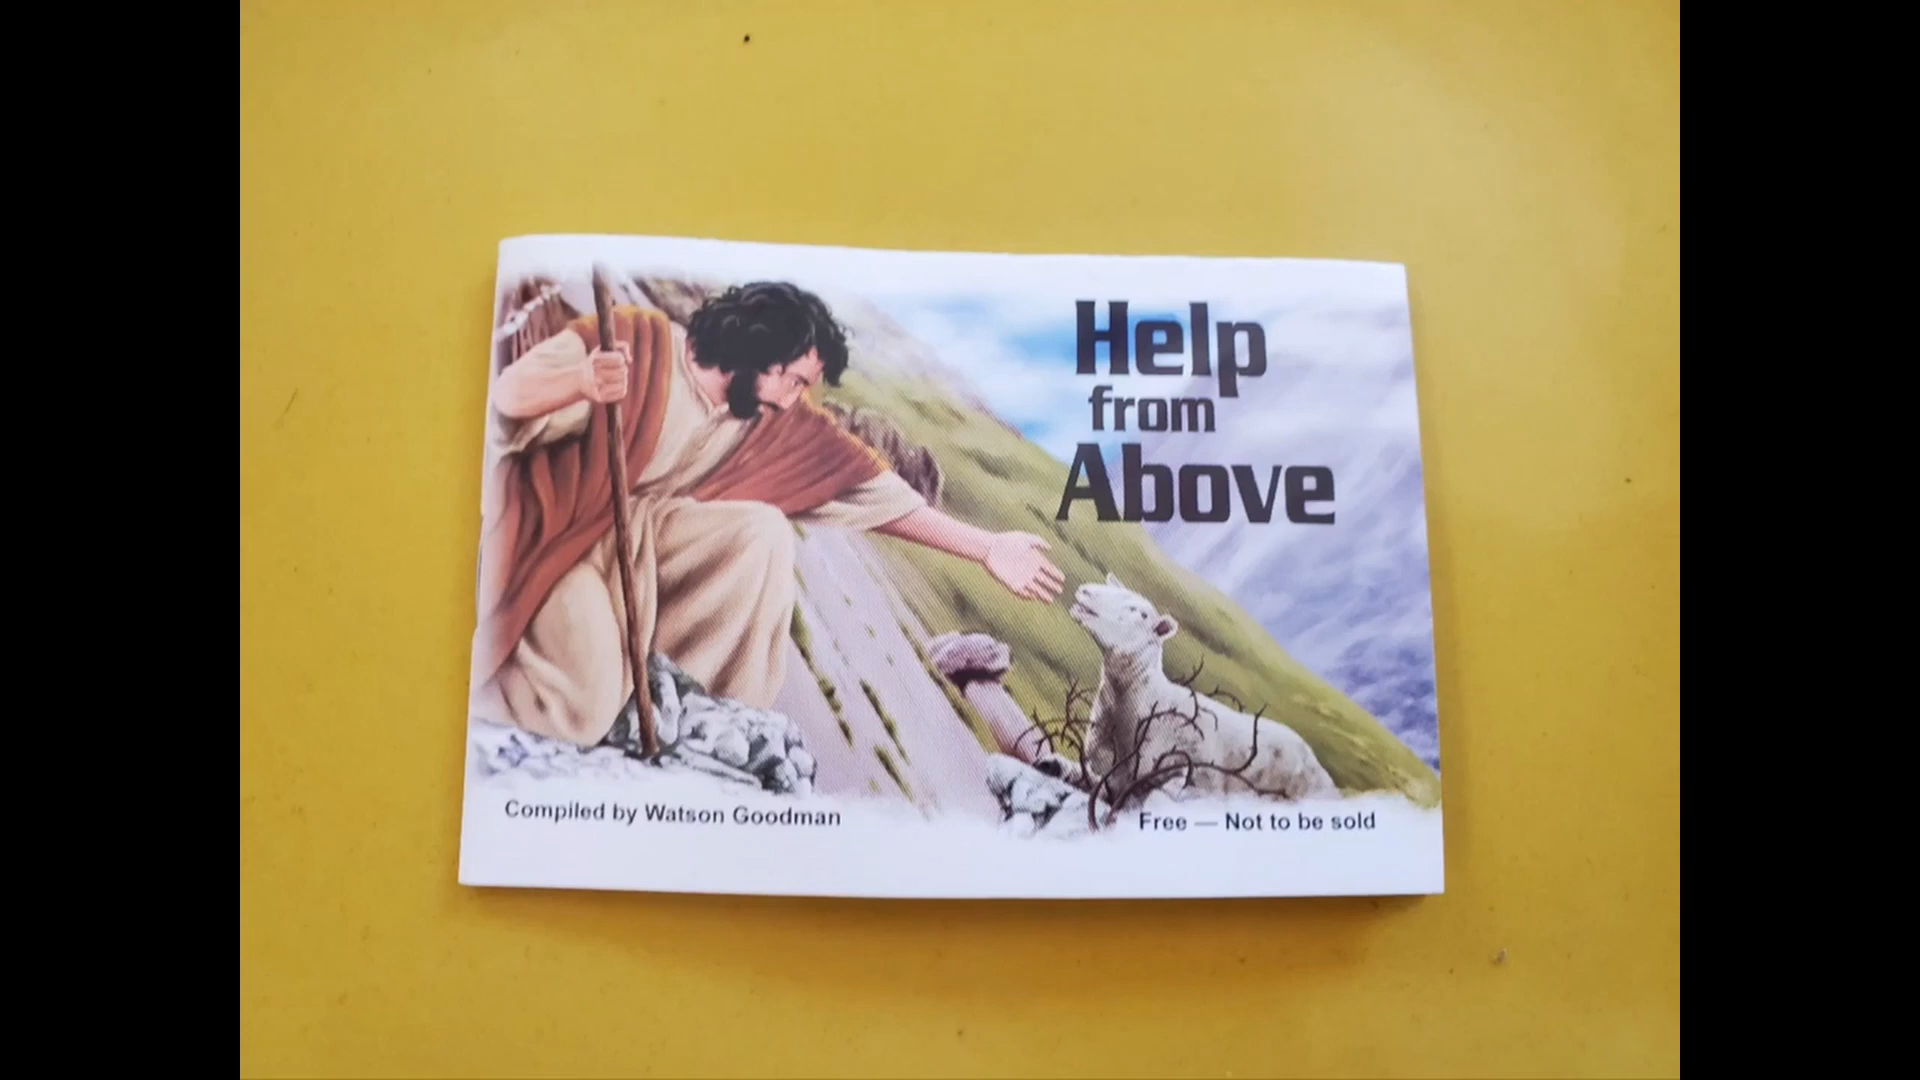 Help
from
Above
Compiled by Watson Goodman
Free — Not to be sold